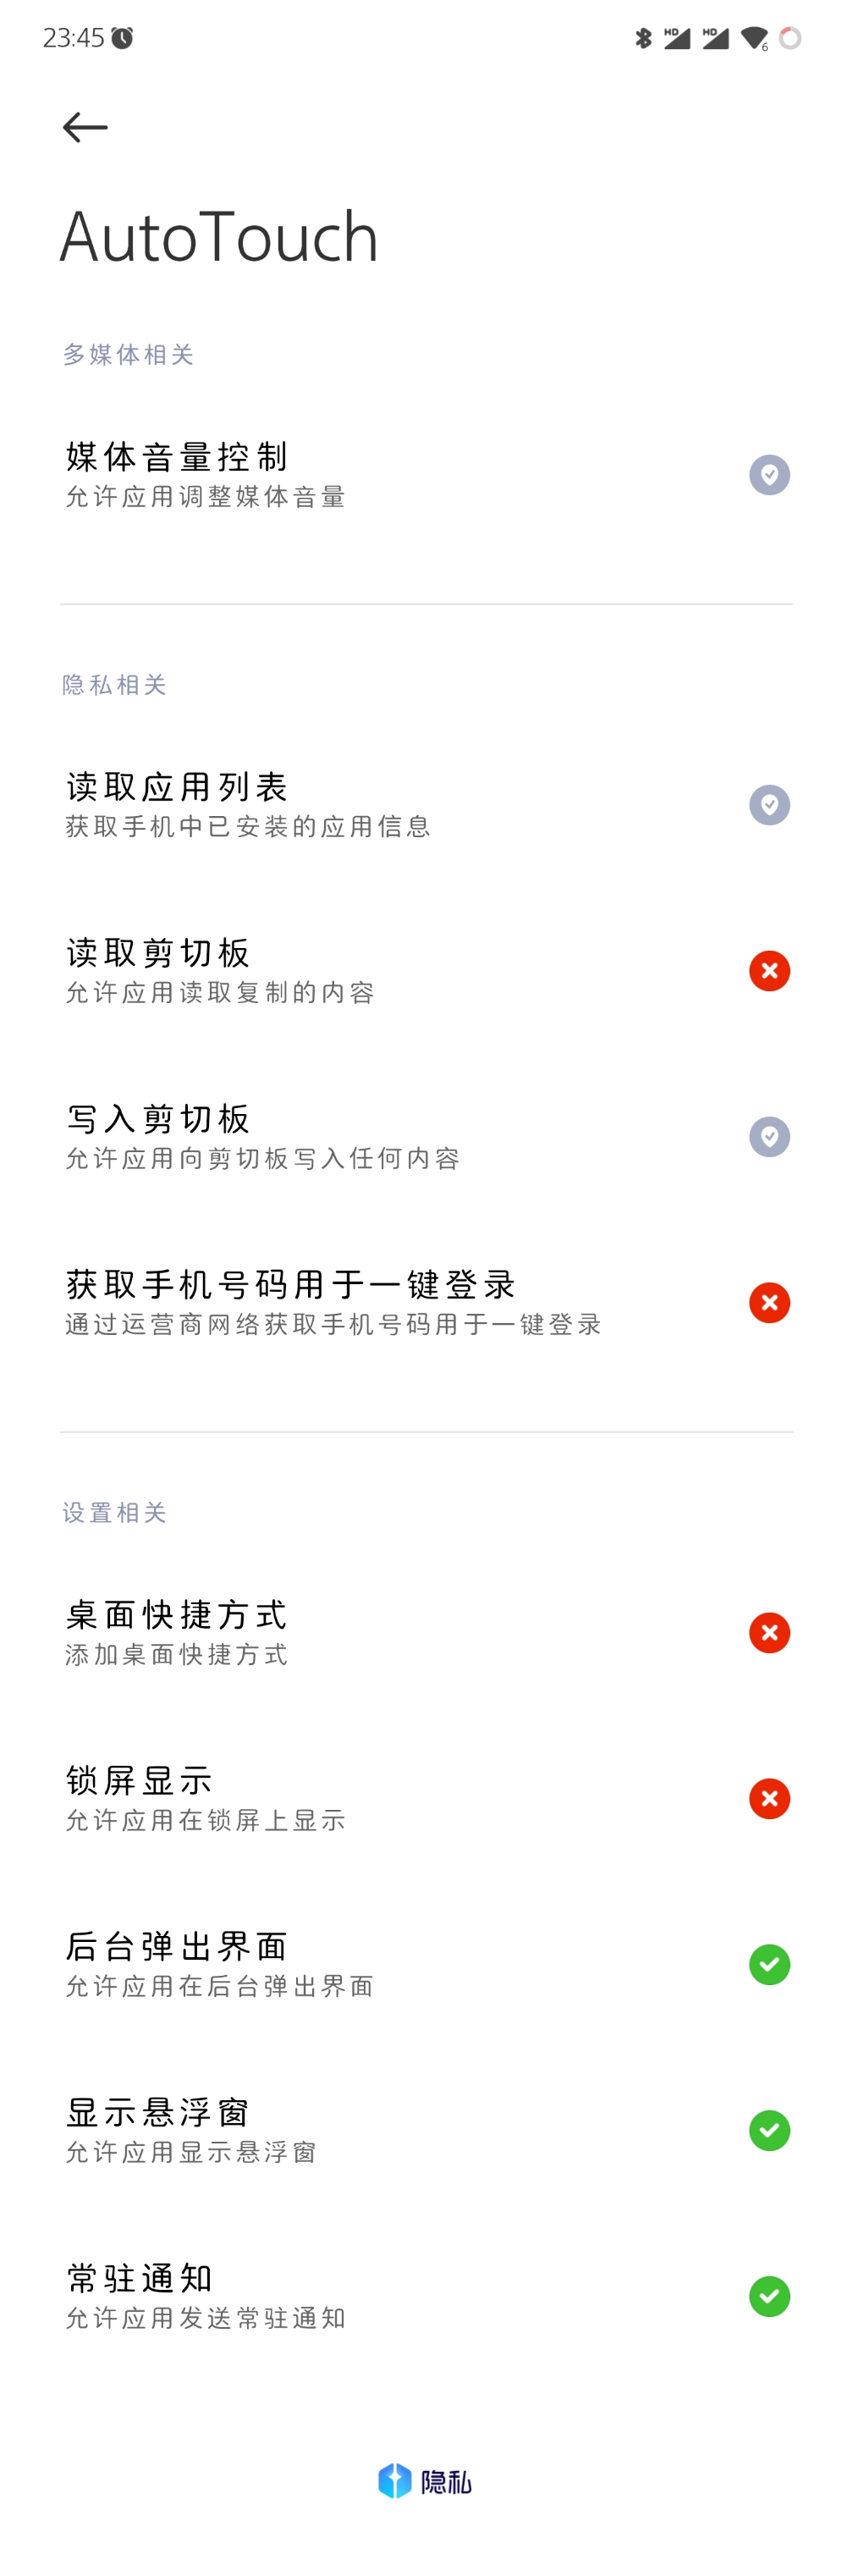 23:45
HD HD 6
AutoTouch
多媒体相关
媒体音量控制
允许应用调整媒体音量
隐私相关
读取应用列表
获取手机中已安装的应用信息
读取剪切板
允许应用读取复制的内容
写入剪切板
允许应用向剪切板写入任何内容
获取手机号码用于一键登录
通过运营商网络获取手机号码用于一键登录
设置相关
桌面快捷方式
添加桌面快捷方式
锁屏显示
允许应用在锁屏上显示
后台弹出界面
允许应用在后台弹出界面
显示悬浮窗
允许应用显示悬浮窗
常驻通知
允许应用发送常驻通知
隐私